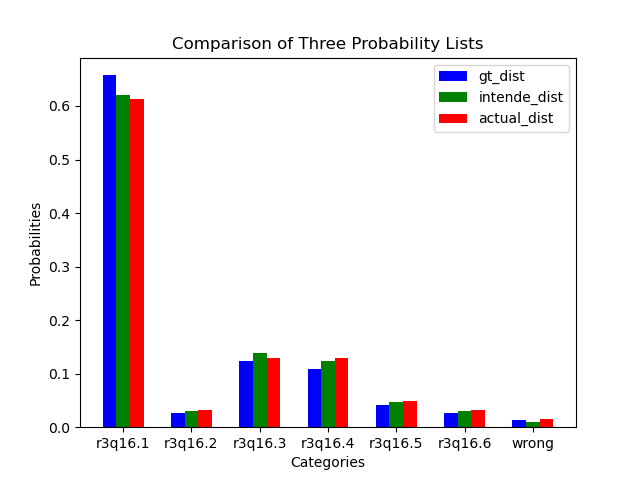 Comparison of Three Probability Lists
gt_dist
intende_dist
actual_dist
0.6
0.5
0.4
0.3
0.2
0.1
0.0
Probabilities
r3q16.1 r3q16.2 r3q16.3 r3q16.4 r3q16.5 r3q16.6 wrong
Categories